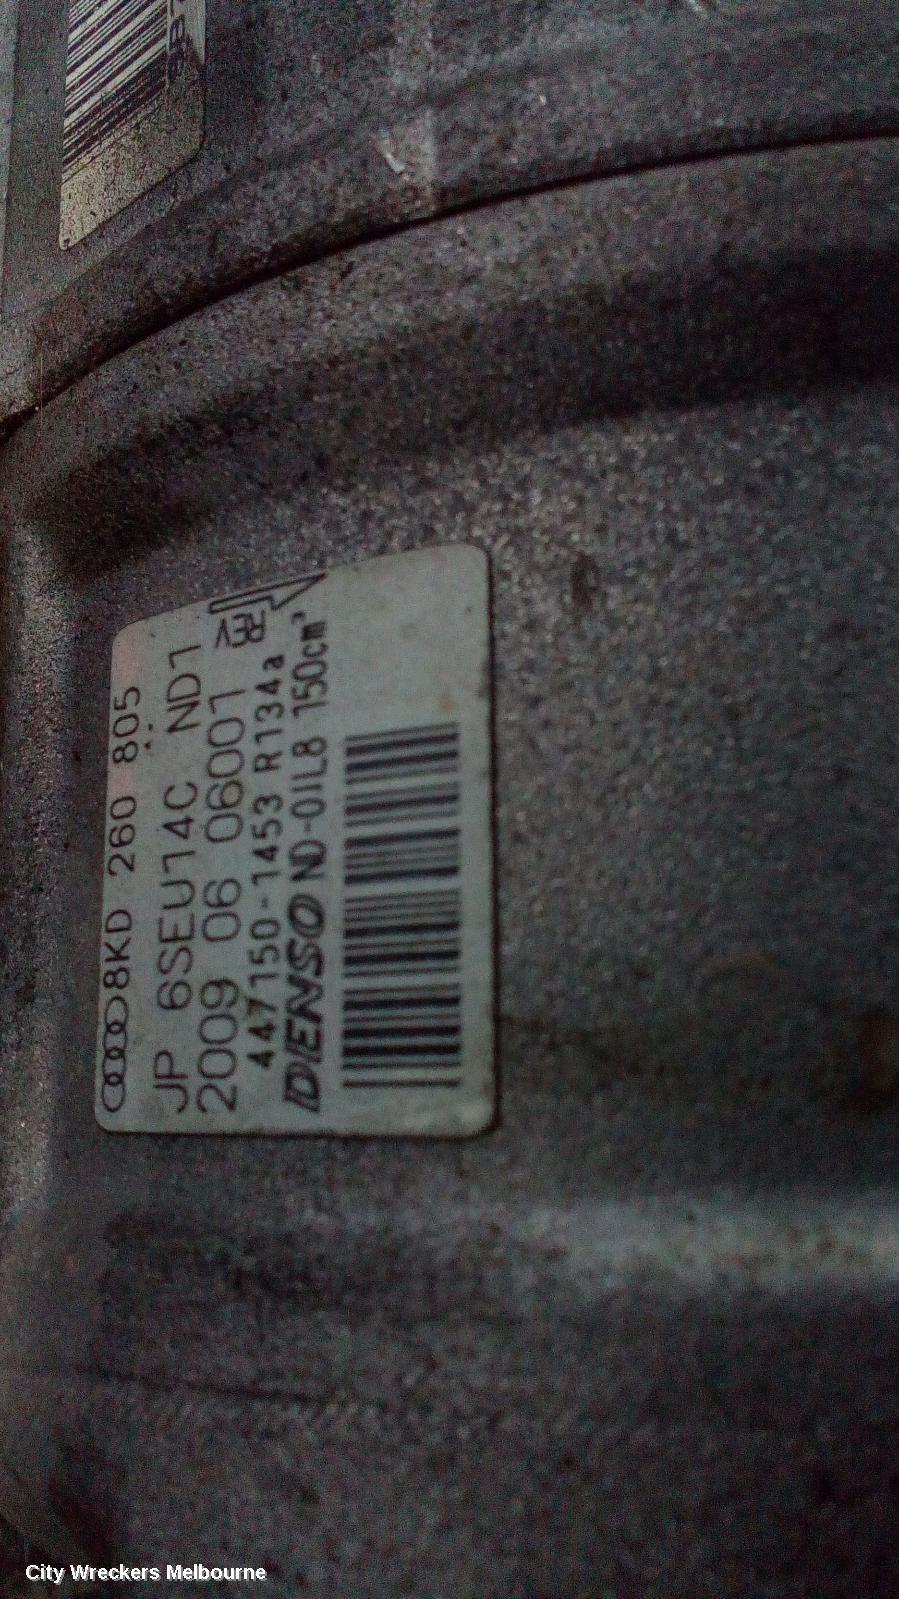 8KD 260 805
JP 6SEU14C ND1
2009 06 06001
447150-1453 R134a
DENSO ND-OIL8 150cm³
City Wreckers Melbourne